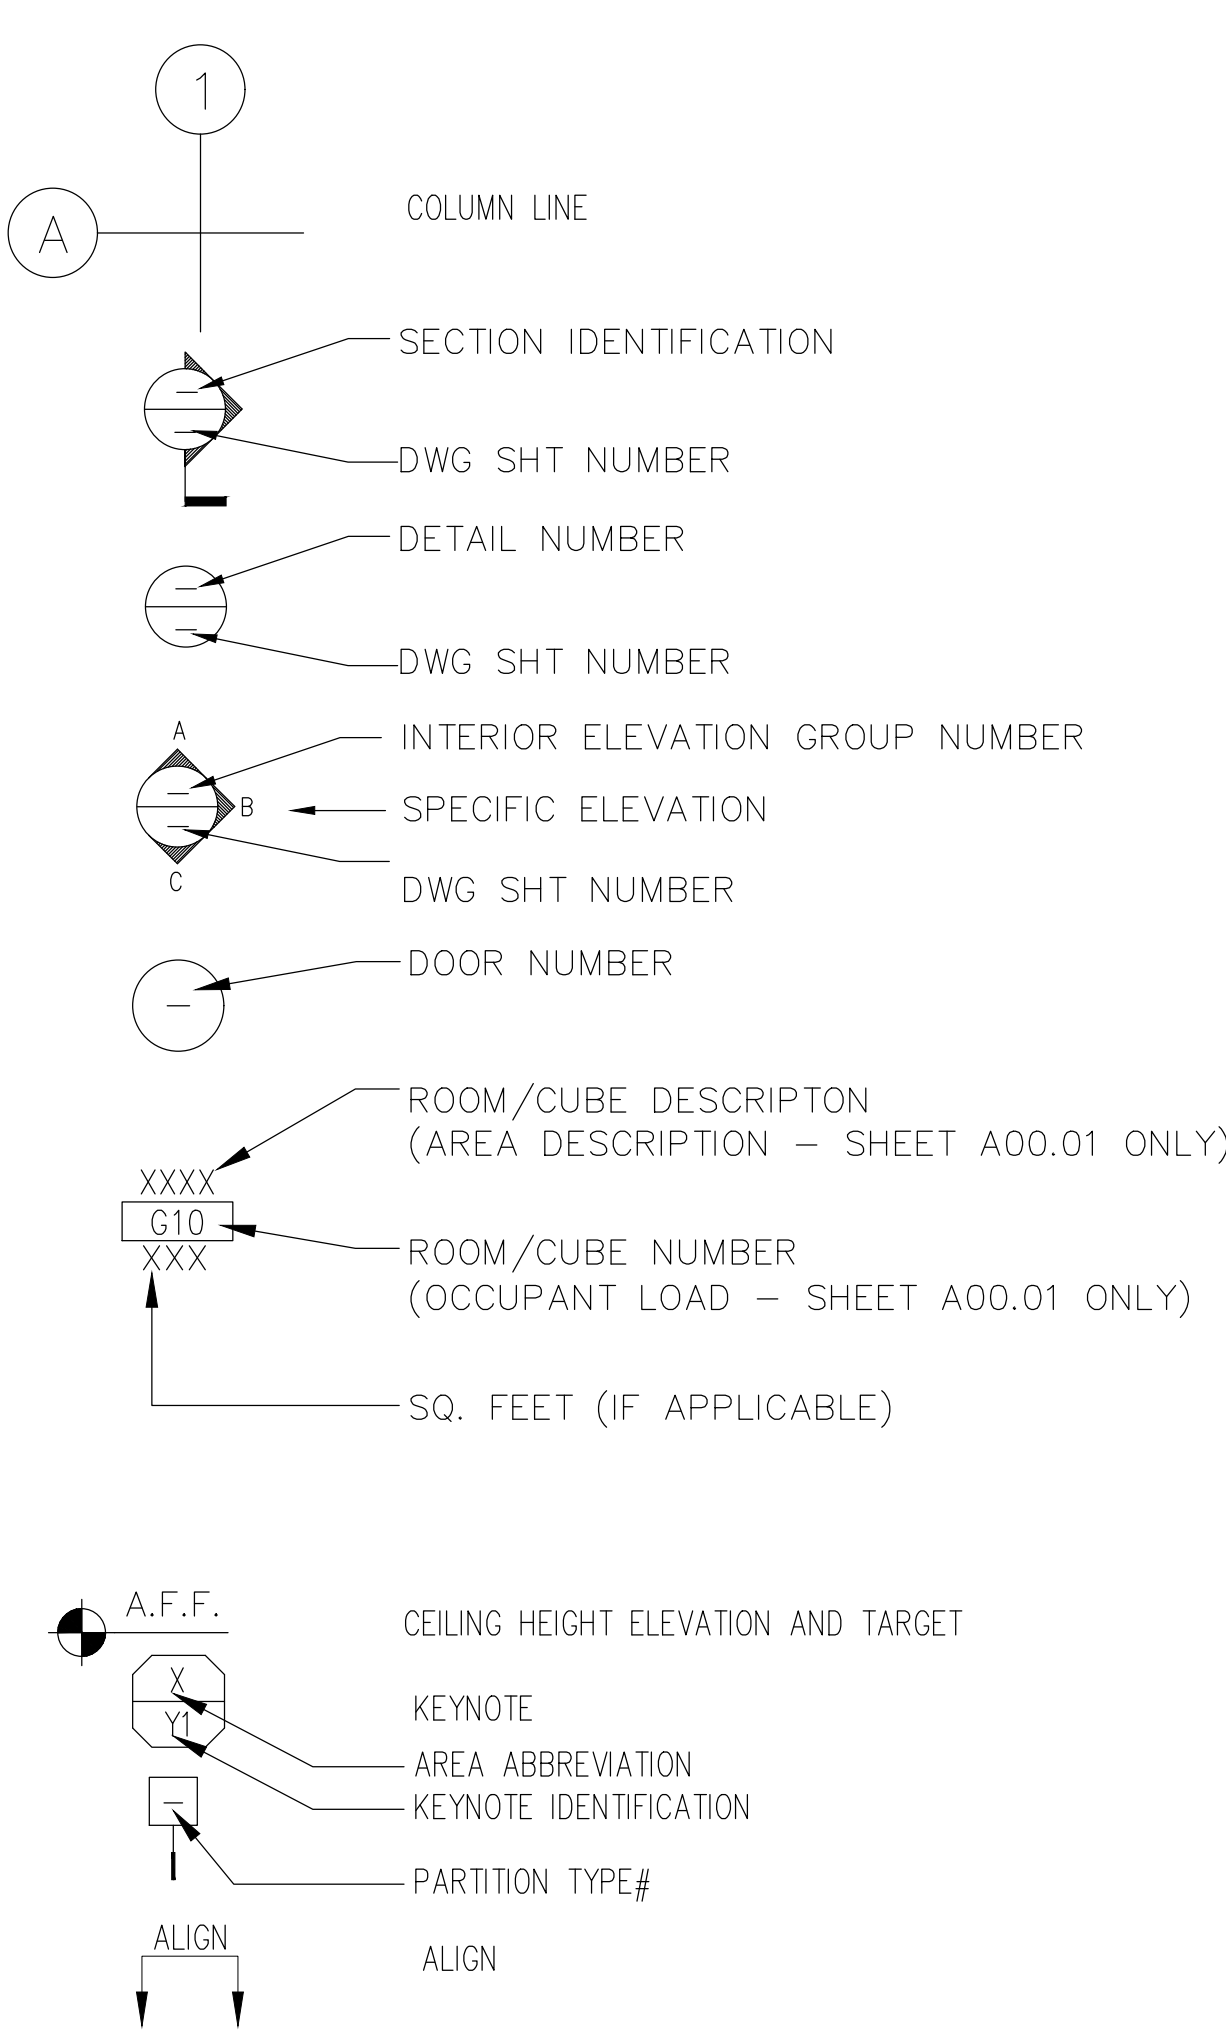 1
A
COLUMN LINE
SECTION IDENTIFICATION
DWG SHT NUMBER
DETAIL NUMBER
DWG SHT NUMBER
A
INTERIOR ELEVATION GROUP NUMBER
B
SPECIFIC ELEVATION
C
DWG SHT NUMBER
DOOR NUMBER
ROOM/CUBE DESCRIPTON
(AREA DESCRIPTION – SHEET A00.01 ONLY)
XXXX
G10
XXX
ROOM/CUBE NUMBER
(OCCUPANT LOAD – SHEET A00.01 ONLY)
SQ. FEET (IF APPLICABLE)
A.F.F.
CEILING HEIGHT ELEVATION AND TARGET
X
Y1
KEYNOTE
AREA ABBREVIATION
KEYNOTE IDENTIFICATION
PARTITION TYPE#
ALIGN
ALIGN